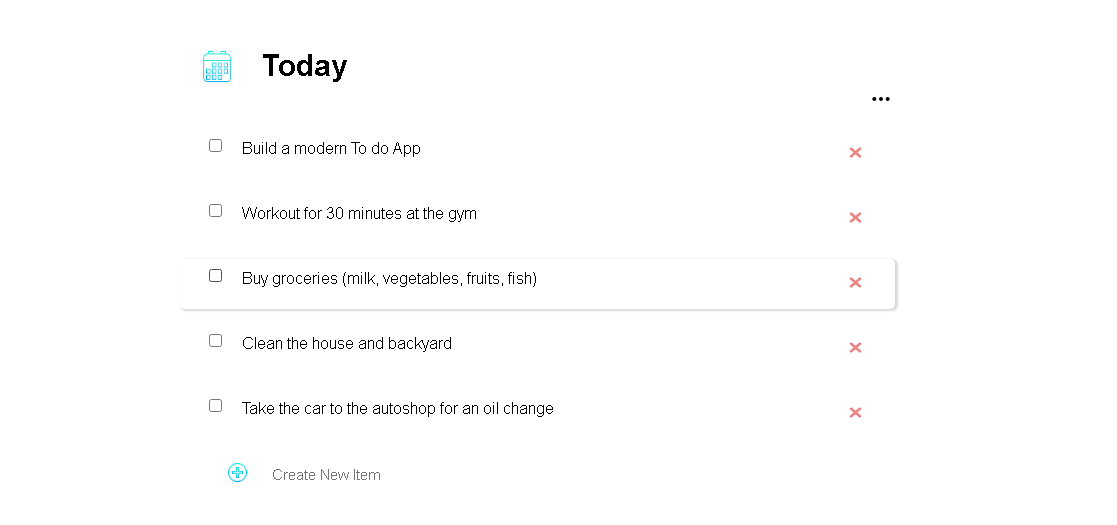 Today
Build a modern To do App
Workout for 30 minutes at the gym
Buy groceries (milk, vegetables, fruits, fish)
Clean the house and backyard
Take the car to the autoshop for an oil change
Create New Item